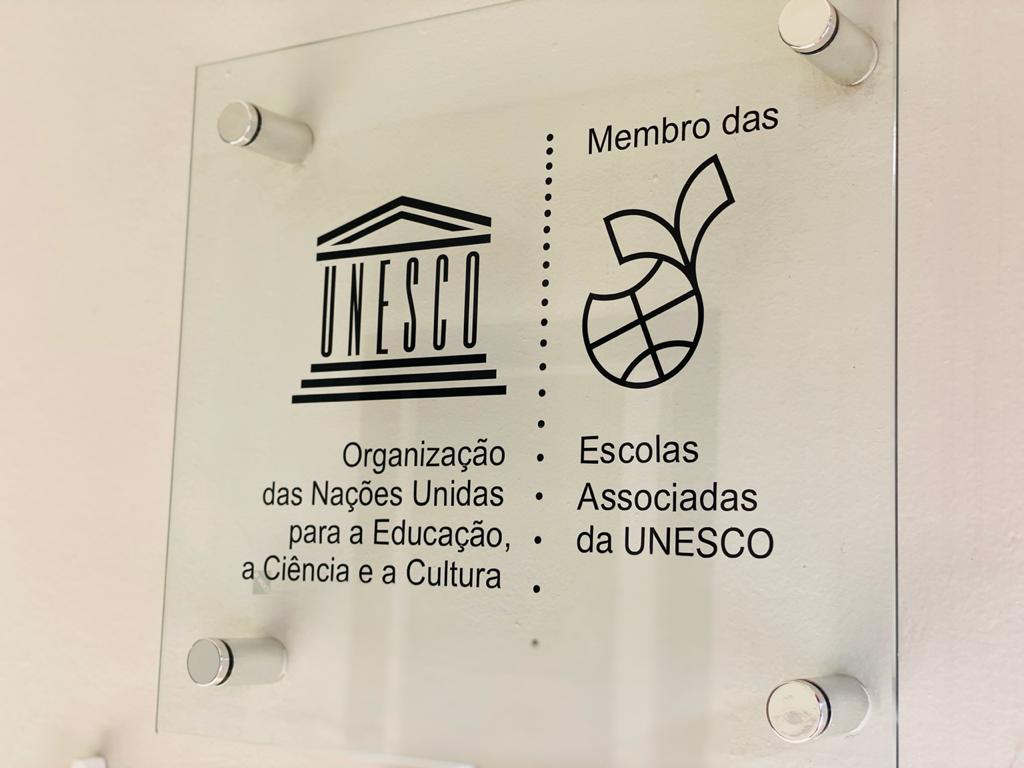 UNESCO
Organização
das Nações Unidas
para a Educação,
a Ciência e a Cultura
Membro das
Escolas
Associadas
da UNESCO